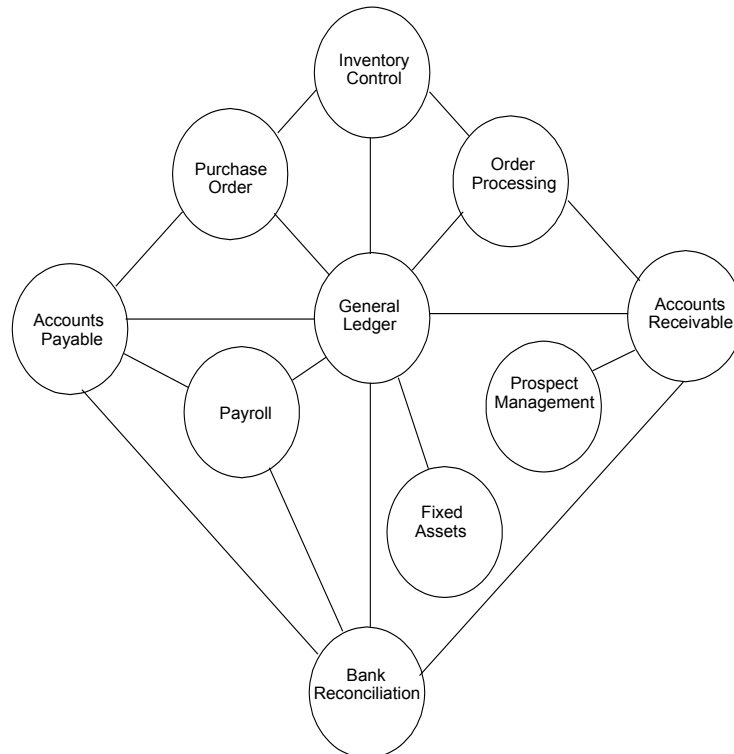 Inventory
Control
Purchase
Order
Order
Processing
General
Ledger
Accounts
Payable
Accounts
Receivable
Payroll
Prospect
Management
Fixed
Assets
Bank
Reconciliation